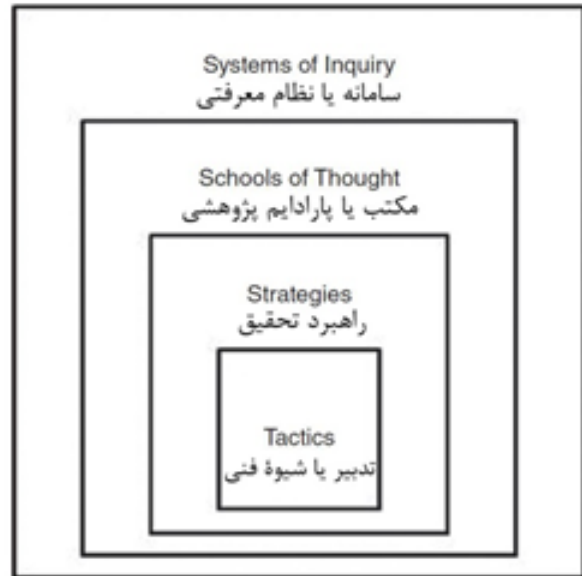 Systems of Inquiry
سامانه یا نظام معرفتی
Schools of Thought
مکتب یا پارادایم پژوهشی
Strategies
راهبرد تحقیق
Tactics
تدبیر یا شیوهٔ فنی